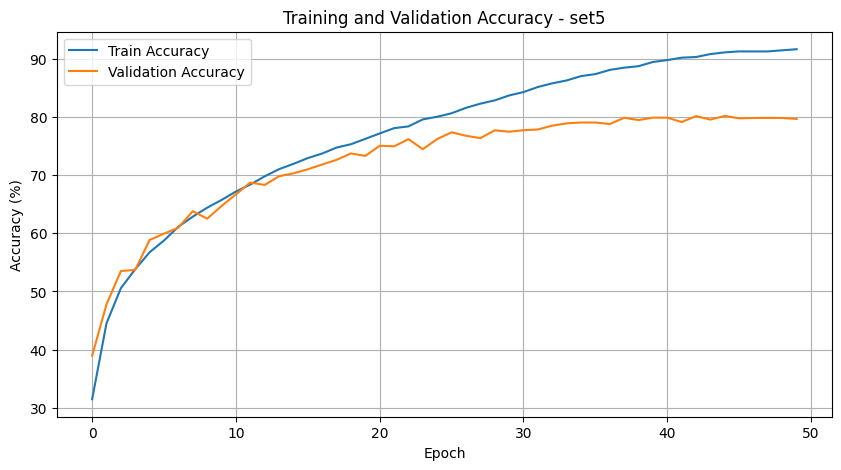 Training and Validation Accuracy - set5
Train Accuracy
Validation Accuracy
Accuracy (%)
90
80
70
60
50
40
30
0 10 20 30 40 50
Epoch